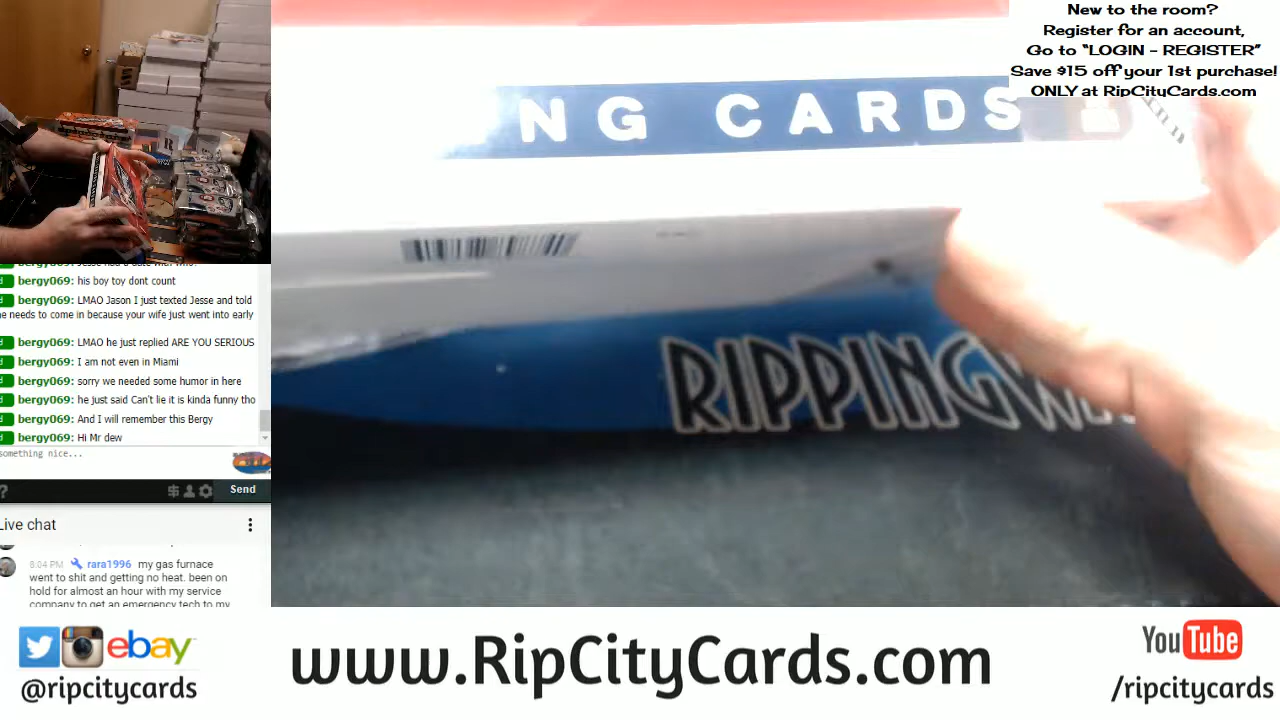 New to the room?
Register for an account,
Go to “LOGIN - REGISTER”
Save $15 off your 1st purchase!
ONLY at RipCityCards.com
NG CARDS
RIPPINGW
bergy069:
bergy069: his boy toy dont count
bergy069: LMAO Jason I just texted Jesse and told
e needs to come in because your wife just went into early
bergy069: LMAO he just replied ARE YOU SERIOUS
bergy069: I am not even in Miami
bergy069: sorry we needed some humor in here
bergy069: he just said Can't lie it is kinda funny tho
bergy069: And I will remember this Bergy
bergy069: Hi Mr dew
something nice...
?
Send
Live chat
8:04 PM rara1996 my gas furnace
went to shit and getting no heat. been on
hold for almost an hour with my service
company to get an emergency tech to my
ebay
@ripcitycards
www.RipCityCards.com
YouTube
/ripcitycards